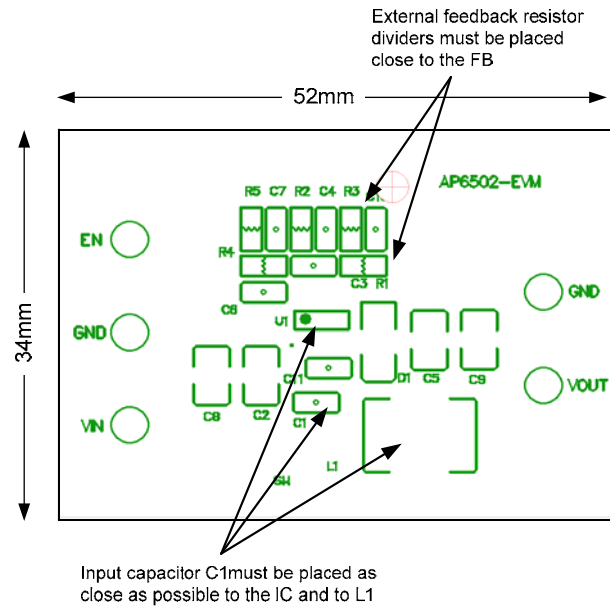 External feedback resistor
dividers must be placed
close to the FB
52mm
AP6502-EVM
R5 C7 R2 C4 R3
EN
R4
C3 R1
C6
GND
GND
34mm
U1
C11
D1 C5 C9
VOUT
C8 C2
C1
VIN
L1
SW
Input capacitor C1must be placed as
close as possible to the IC and to L1